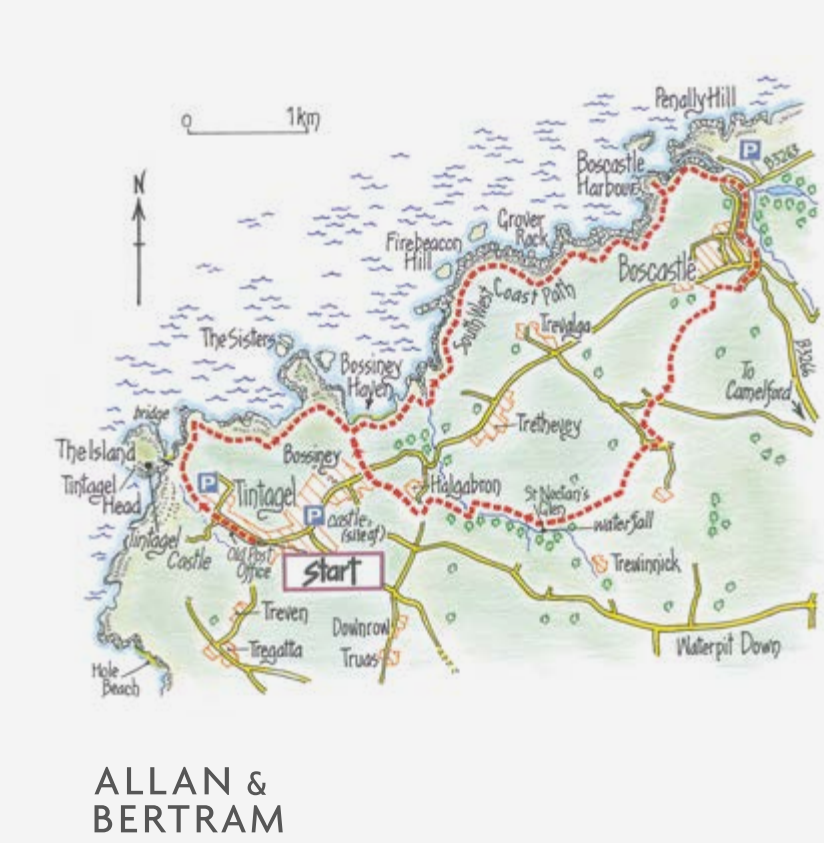 Penally Hill
0 1km
P
B3263
Boscastle
Harbour
N
Grower
Rock
Firebeacon
Hill
Boscastle
South West Coast Path
Trevalga
The Sisters
Bossiney
Haven
B3266
To
Camelford
bridge
Trethevey
The Island
Bossiney
Tintagel
Head
P
Tintagel
Halgabron
St Nectan's
Glen
P
castle
(site of)
waterfall
Tintagel
Castle
Old Post
Office
Start
Trewinnick
Treven
Downrow
Tregatta
Truas
Waterpit Down
Hole
Beach
ALLAN &
BERTRAM